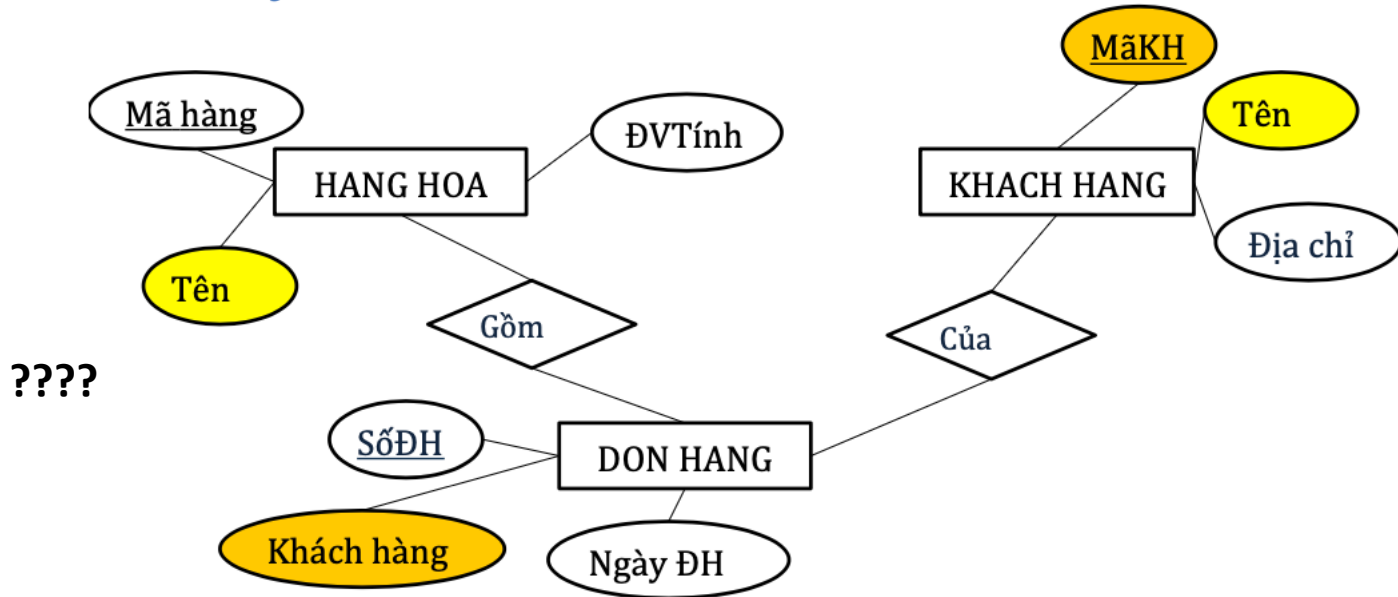 MãKH
Mã hàng
Tên
ĐVTính
HANG HOA
KHACH HANG
Địa chỉ
Tên
Gồm
Của
????
SốĐH
DON HANG
Khách hàng
Ngày ĐH